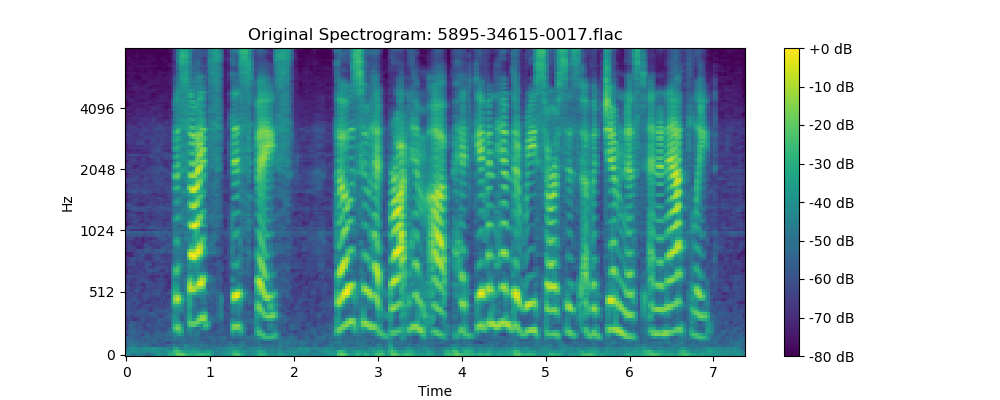 Original Spectrogram: 5895-34615-0017.flac
4096
2048
1024
512
0
Hz
0 1 2 3 4 5 6 7
Time
+0 dB
-10 dB
-20 dB
-30 dB
-40 dB
-50 dB
-60 dB
-70 dB
-80 dB